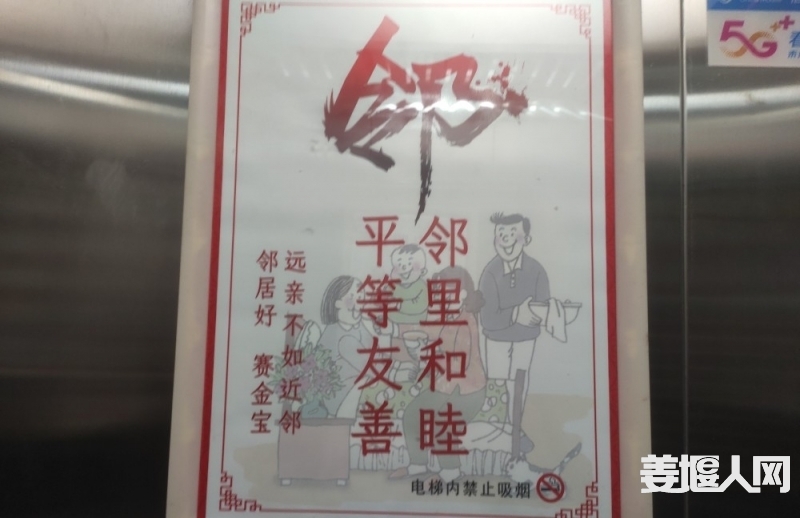 邻
邻里和睦
平等友善
远亲不如近邻
邻居好 赛金宝
电梯内禁止吸烟
5G++
姜堰人网